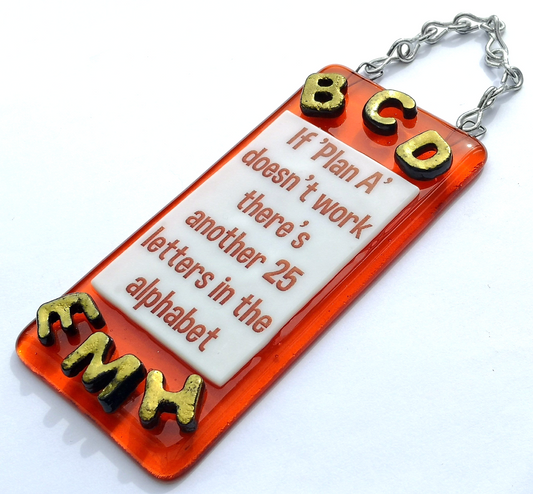 B C D
If 'Plan A'
doesn't work
there's
another 25
letters in the
alphabet
E M H